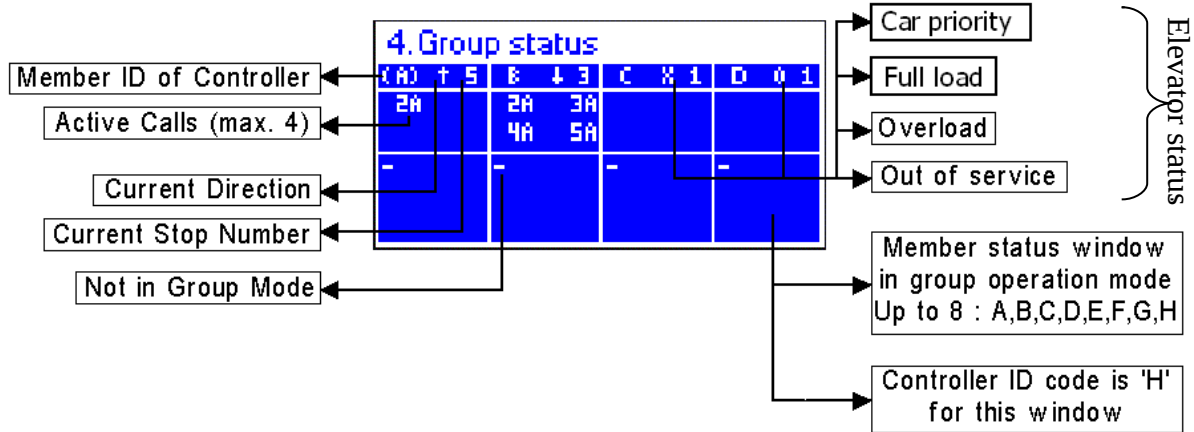 4. Group status
(A) ↑ 5 B ↓ 3 C X 1 D 0 1
2A 2A 3A
4A 5A
- - - -
Member ID of Controller
Active Calls (max. 4)
Current Direction
Current Stop Number
Not in Group Mode
Car priority
Full load
Overload
Out of service
Elevator status
Member status window
in group operation mode
Up to 8 : A,B,C,D,E,F,G,H
Controller ID code is 'H'
for this window